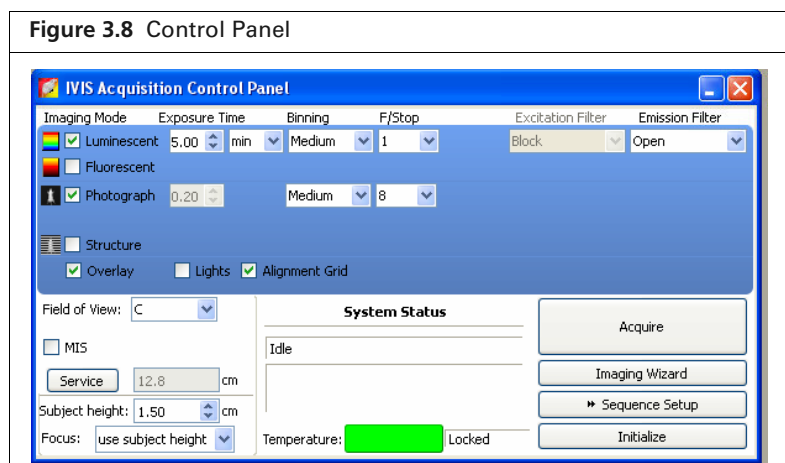 Figure 3.8 Control Panel
IVIS Acquisition Control Panel
Imaging Mode Exposure Time Binning F/Stop Excitation Filter Emission Filter
Luminescent 5.00 min Medium 1 Block Open
Fluorescent
Photograph 0.20 Medium 8
Structure
Overlay Lights Alignment Grid
Field of View: C
MIS
Service 12.8 cm
Subject height: 1.50 cm
Focus: use subject height
System Status
Idle
Temperature: Locked
Acquire
Imaging Wizard
Sequence Setup
Initialize